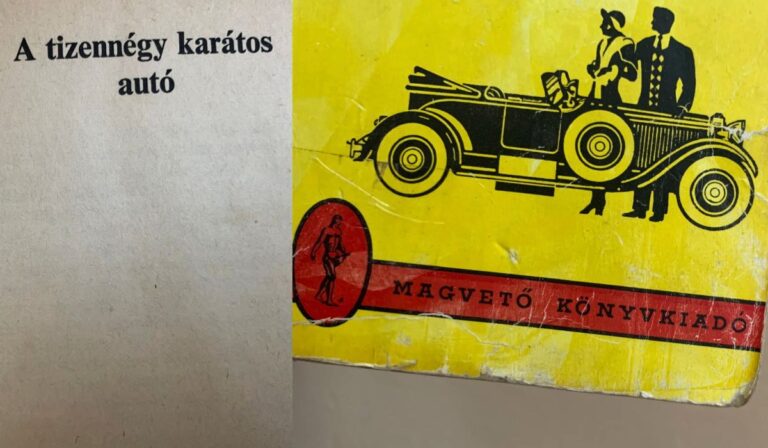 A tizennégy karátos
autó
MAGVETŐ KÖNYVKIADÓ